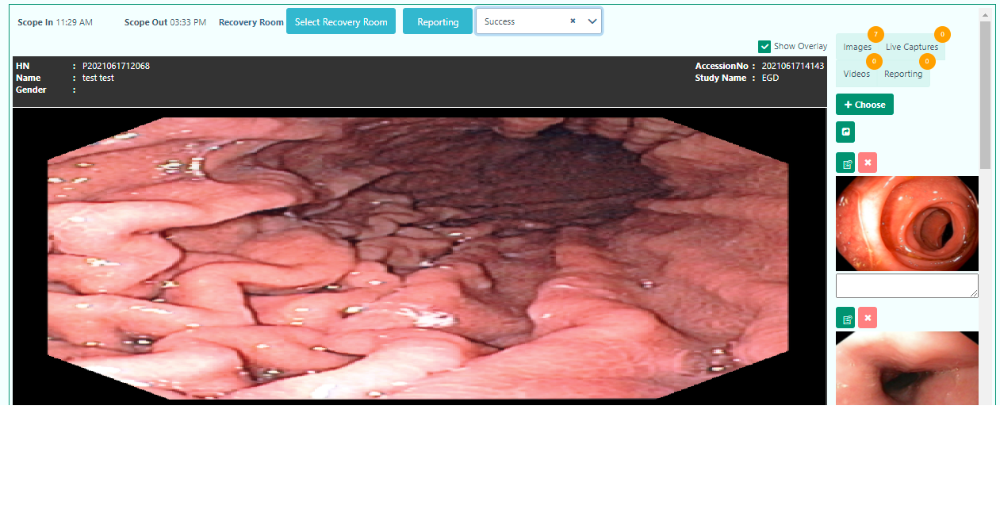 Scope In 11:29 AM Scope Out 03:33 PM Recovery Room Select Recovery Room Reporting Success
Show Overlay
HN : P2021061712068
Name : test test
Gender :
AccessionNo : 2021061714143
Study Name : EGD
Images 7 Live Captures 0
Videos 0 Reporting 0
+ Choose